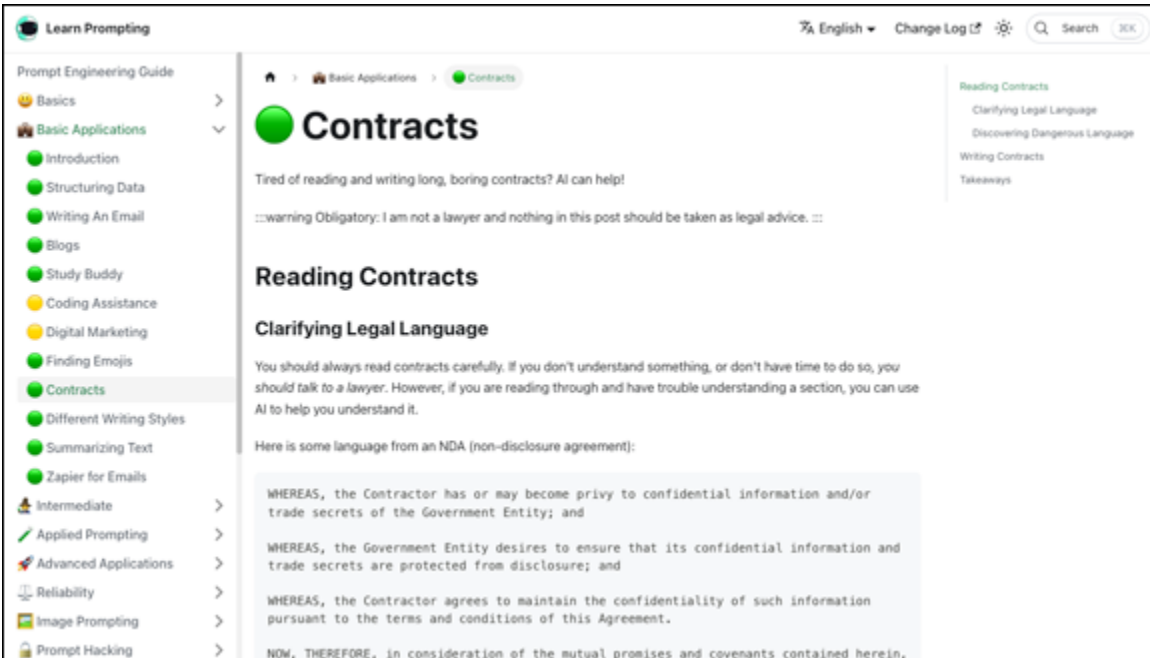 Learn Prompting
English
Change Log
Search
⌘K
Prompt Engineering Guide
Basics
Basic Applications
Introduction
Structuring Data
Writing An Email
Blogs
Study Buddy
Coding Assistance
Digital Marketing
Finding Emojis
Contracts
Different Writing Styles
Summarizing Text
Zapier for Emails
Intermediate
Applied Prompting
Advanced Applications
Reliability
Image Prompting
Prompt Hacking
Basic Applications > Contracts
Contracts
Tired of reading and writing long, boring contracts? AI can help!
:::warning Obligatory: I am not a lawyer and nothing in this post should be taken as legal advice. :::
Reading Contracts
Clarifying Legal Language
You should always read contracts carefully. If you don't understand something, or don't have time to do so, you
should talk to a lawyer. However, if you are reading through and have trouble understanding a section, you can use
AI to help you understand it.
Here is some language from an NDA (non-disclosure agreement):
WHEREAS, the Contractor has or may become privy to confidential information and/or
trade secrets of the Government Entity; and
WHEREAS, the Government Entity desires to ensure that its confidential information and
trade secrets are protected from disclosure; and
WHEREAS, the Contractor agrees to maintain the confidentiality of such information
pursuant to the terms and conditions of this Agreement.
NOW, THEREFORE, in consideration of the mutual promises and covenants contained herein,
Reading Contracts
Clarifying Legal Language
Discovering Dangerous Language
Writing Contracts
Takeaways